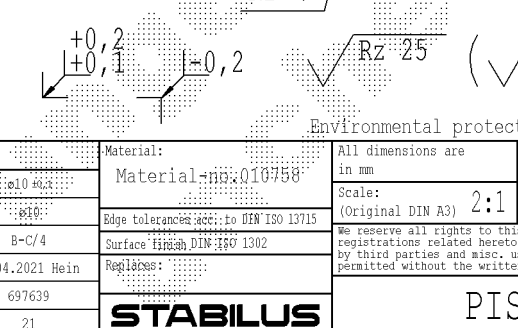 +0,2
+0,1
-0,2
Rz 25
(
Environmental protect
Material:
Material-no.010758
All dimensions are
in mm
ø10 ±0,1
Scale:
(Original DIN A3) 2:1
ø10
Edge tolerances acc. to DIN ISO 13715
B-C/4
Surface finish DIN ISO 1302
We reserve all rights to this
registrations related hereto
by third parties and misc. us
permitted without the writte
04.2021 Hein
Replaces:
697639
STABILUS
PIS
21